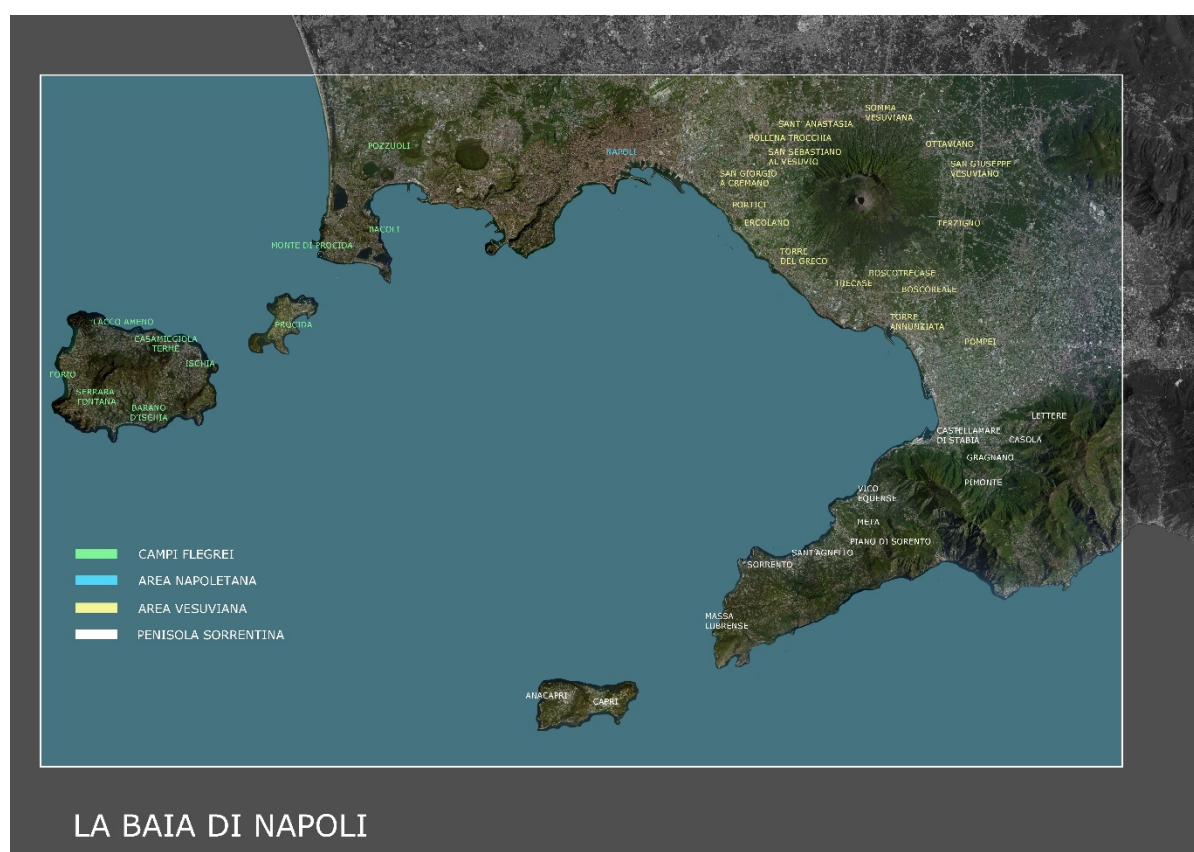 SOMMA
VESUVIANA
SANT' ANASTASIA
POLLENA TROCCHIA
OTTAVIANO
POZZUOLI
NAPOLI
SAN SEBASTIANO
AL VESUVIO
SAN GIUSEPPE
VESUVIANO
SAN GIORGIO
A CREMANO
PORTICI
ERCOLANO
TERZIGNO
BACOLI
MONTE DI PROCIDA
TORRE
DEL GRECO
BOSCOTRECASE
TRECASE
BOSCOREALE
TORRE
ANNUNZIATA
POMPEI
PROCIDA
LACCO AMENO
CASAMICCIOLA
TERME
ISCHIA
FORIO
SERRARA
FONTANA
BARANO
D'ISCHIA
LETTERE
CASTELLAMARE
DI STABIA
CASOLA
GRAGNANO
PIMONTE
VICO
EQUENSE
META
PIANO DI SORENTO
SANT'AGNELLO
SORRENTO
MASSA
LUBRENSE
ANACAPRI
CAPRI
CAMPI FLEGREI
AREA NAPOLETANA
AREA VESUVIANA
PENISOLA SORRENTINA
LA BAIA DI NAPOLI